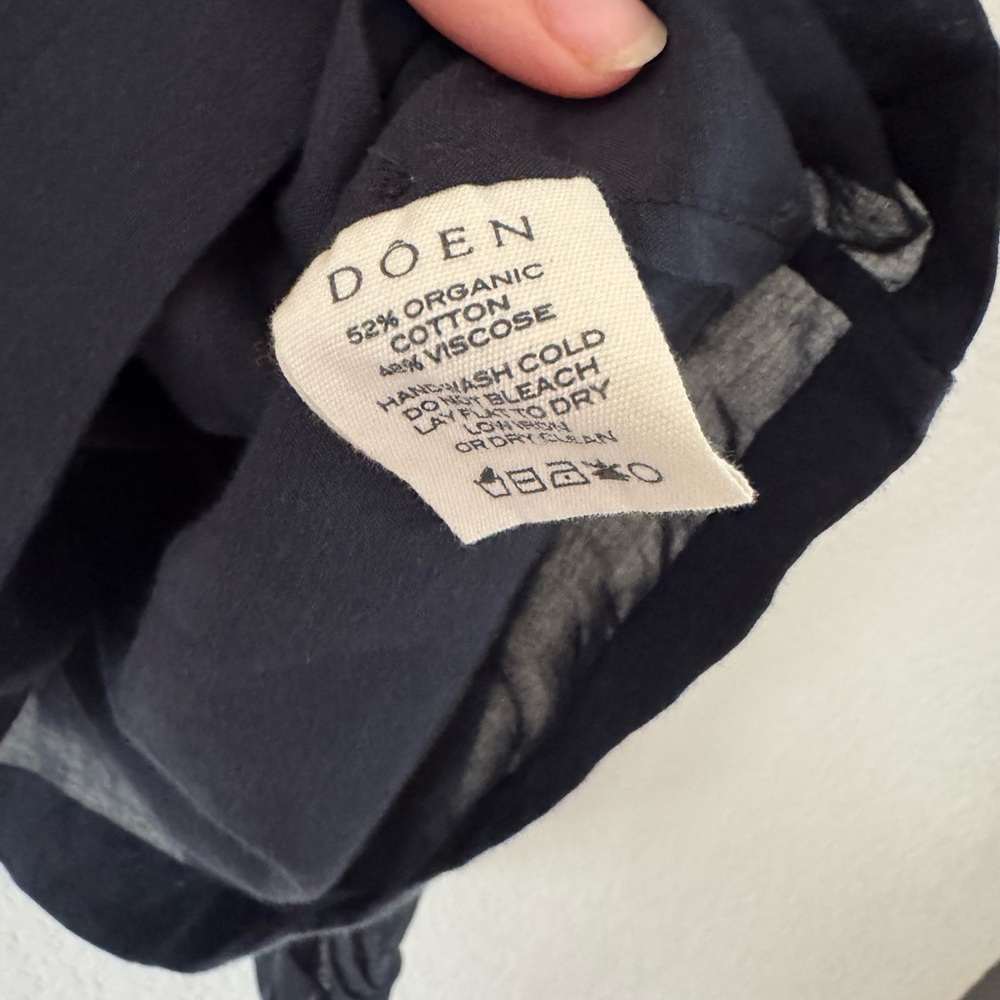 DÔEN
52% ORGANIC
COTTON
48% VISCOSE
HAND WASH COLD
DO NOT BLEACH
LAY FLAT TO DRY
LOW IRON
OR DRY CLEAN